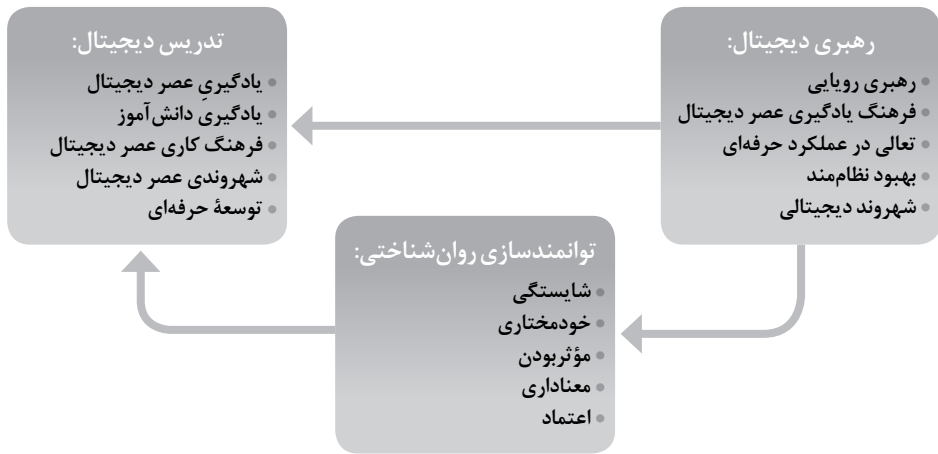 رهبری دیجیتال:
رهبری رویایی
فرهنگ یادگیری عصر دیجیتال
تعالی در عملکرد حرفه‌ای
بهبود نظام‌مند
شهروند دیجیتالی
تدریس دیجیتال:
یادگیریِ عصر دیجیتال
یادگیری دانش‌آموز
فرهنگ کاری عصر دیجیتال
شهروندی عصر دیجیتال
توسعهٔ حرفه‌ای
توانمندسازی روان‌شناختی:
شایستگی
خودمختاری
مؤثربودن
معناداری
اعتماد